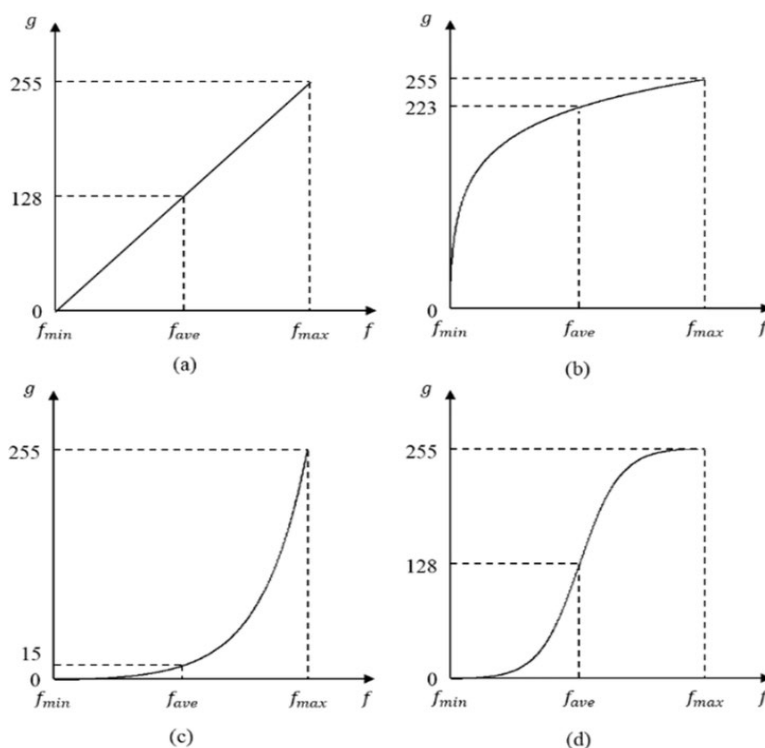 g
255
128
0
f_min f_ave f_max f
(a)
g
255
223
0
f_min f_ave f_max f
(b)
g
255
15
0
f_min f_ave f_max f
(c)
g
255
128
0
f_min f_ave f_max f
(d)